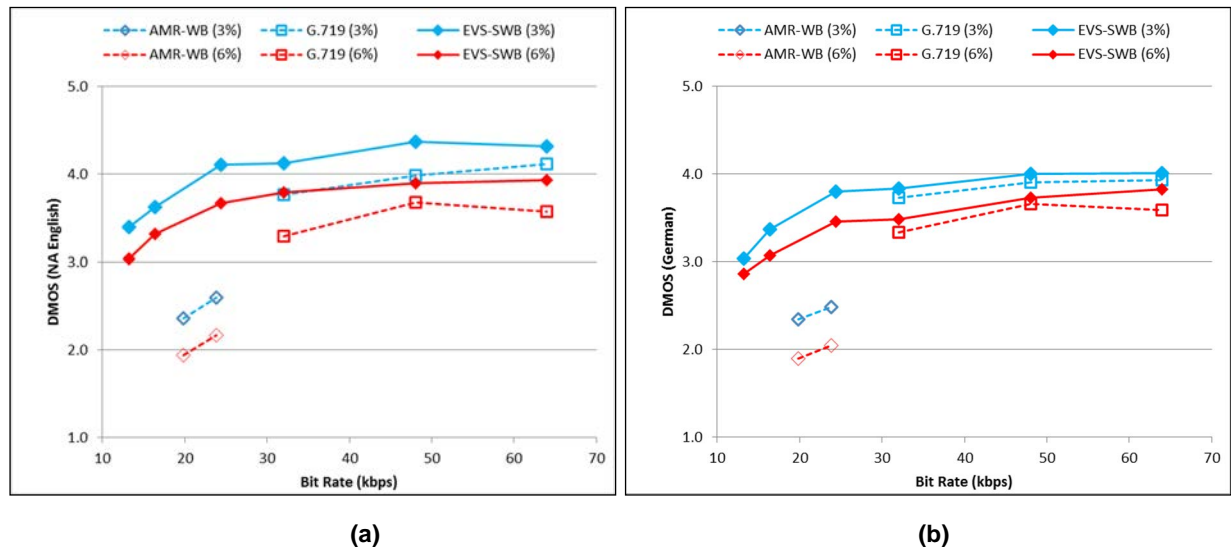 AMR-WB (3%) G.719 (3%) EVS-SWB (3%)
AMR-WB (6%) G.719 (6%) EVS-SWB (6%)
5.0
4.0
3.0
2.0
1.0
DMOS (NA English)
10 20 30 40 50 60 70
Bit Rate (kbps)
(a)
AMR-WB (3%) G.719 (3%) EVS-SWB (3%)
AMR-WB (6%) G.719 (6%) EVS-SWB (6%)
5.0
4.0
3.0
2.0
1.0
DMOS (German)
10 20 30 40 50 60 70
Bit Rate (kbps)
(b)